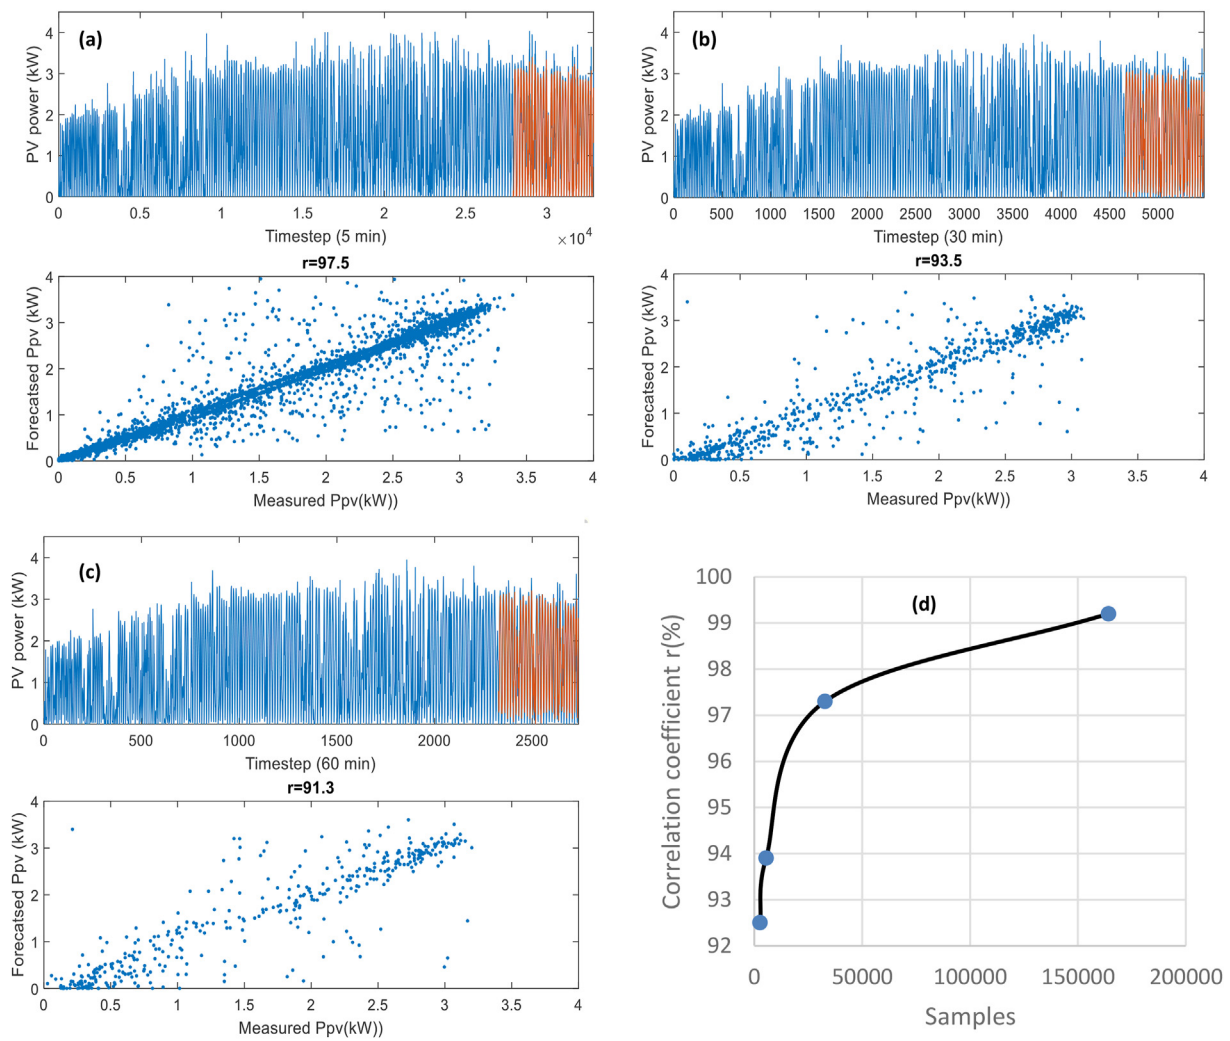 (a)
PV power (kW)
4
3
2
1
0
0 0.5 1 1.5 2 2.5 3
Timestep (5 min)
×10^4
r=97.5
Forecatsed Ppv (kW)
4
3
2
1
0
0 0.5 1 1.5 2 2.5 3 3.5 4
Measured Ppv(kW))
(b)
PV power (kW)
4
3
2
1
0
0 500 1000 1500 2000 2500 3000 3500 4000 4500 5000
Timestep (30 min)
r=93.5
Forecatsed Ppv (kW)
4
3
2
1
0
0 0.5 1 1.5 2 2.5 3 3.5 4
Measured Ppv(kW))
(c)
PV power (kW)
4
3
2
1
0
0 500 1000 1500 2000 2500
Timestep (60 min)
r=91.3
Forecatsed Ppv (kW)
4
3
2
1
0
0 0.5 1 1.5 2 2.5 3 3.5 4
Measured Ppv(kW))
(d)
Correlation coefficient r(%)
100
99
98
97
96
95
94
93
92
0 50000 100000 150000 200000
Samples